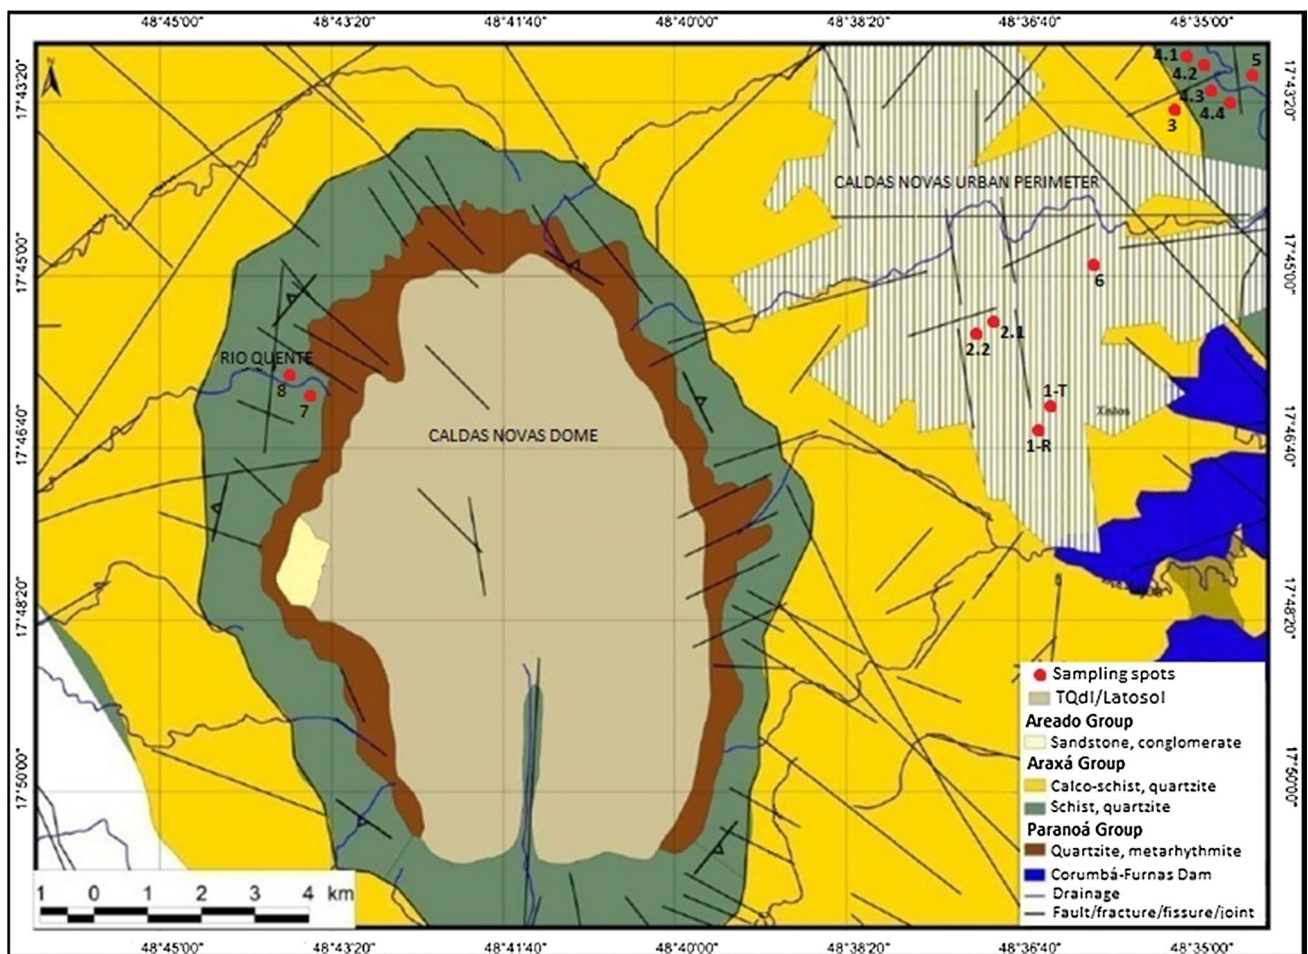 48°45'00" 48°43'20" 48°41'40" 48°40'00" 48°38'20" 48°36'40" 48°35'00"
N
17°43'20"
17°45'00"
17°46'40"
17°48'20"
17°50'00"
4.1
4.2
5
4.3
4.4
3
17°43'20"
CALDAS NOVAS URBAN PERIMETER
17°45'00"
6
2.1
2.2
RIO QUENTE
8
7
1-T
Xistos
1-R
17°46'40"
CALDAS NOVAS DOME
17°48'20"
17°50'00"
Sampling spots
TQdl/Latosol
Areado Group
Sandstone, conglomerate
Araxá Group
Calco-schist, quartzite
Schist, quartzite
Paranoá Group
Quartzite, metarhythmite
Corumbá-Furnas Dam
Drainage
Fault/fracture/fissure/joint
1 0 1 2 3 4 km
48°45'00" 48°43'20" 48°41'40" 48°40'00" 48°38'20" 48°36'40" 48°35'00"